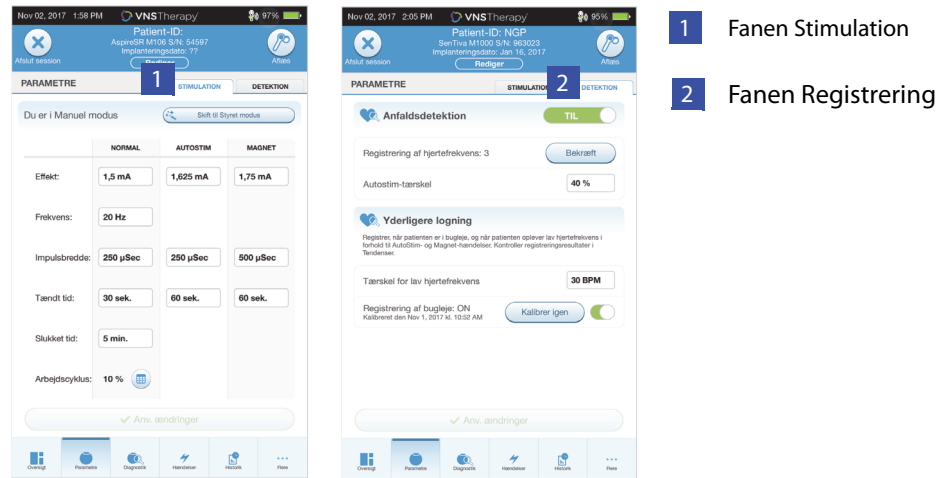 Nov 02, 2017 1:58 PM VNSTherapy 97%
Patient-ID:
AspireSR M106 S/N: 54597
Implanteringsdato: ??
Afslut session
Aflæs
PARAMETRE 1 STIMULATION DETEKTION
Du er i Manuel modus Skift til Styret modus
NORMAL AUTOSTIM MAGNET
Effekt: 1,5 mA 1,625 mA 1,75 mA
Frekvens: 20 Hz
Impulsbredde: 250 µSec 250 µSec 500 µSec
Tændt tid: 30 sek. 60 sek. 60 sek.
Slukket tid: 5 min.
Arbejdscyklus: 10 %
Anv. ændringer
Oversigt Parametre Diagnostik Hændelser Historik Flere
Nov 02, 2017 2:05 PM VNSTherapy 95%
Patient-ID: NGP
SenTiva M1000 S/N: 963023
Implanteringsdato: Jan 16, 2017
Afslut session Rediger Aflæs
PARAMETRE 2 DETEKTION
Anfaldsdetektion TIL
Registrering af hjertefrekvens: 3 Bekræft
Autostim-tærskel 40 %
Yderligere logning
Registrer, når patienten er i bugleje, og når patienten oplever lav hjertefrekvens i
forhold til AutoStim- og Magnet-hændelser. Kontroller registreringsresultater i
Tendenser.
Tærskel for lav hjertefrekvens 30 BPM
Registrering af bugleje: ON
Kalibreret den Nov 1, 2017 kl. 10:52 AM
Kalibrer igen
Anv. ændringer
Oversigt Parametre Diagnostik Hændelser Historik Flere
1 Fanen Stimulation
2 Fanen Registrering